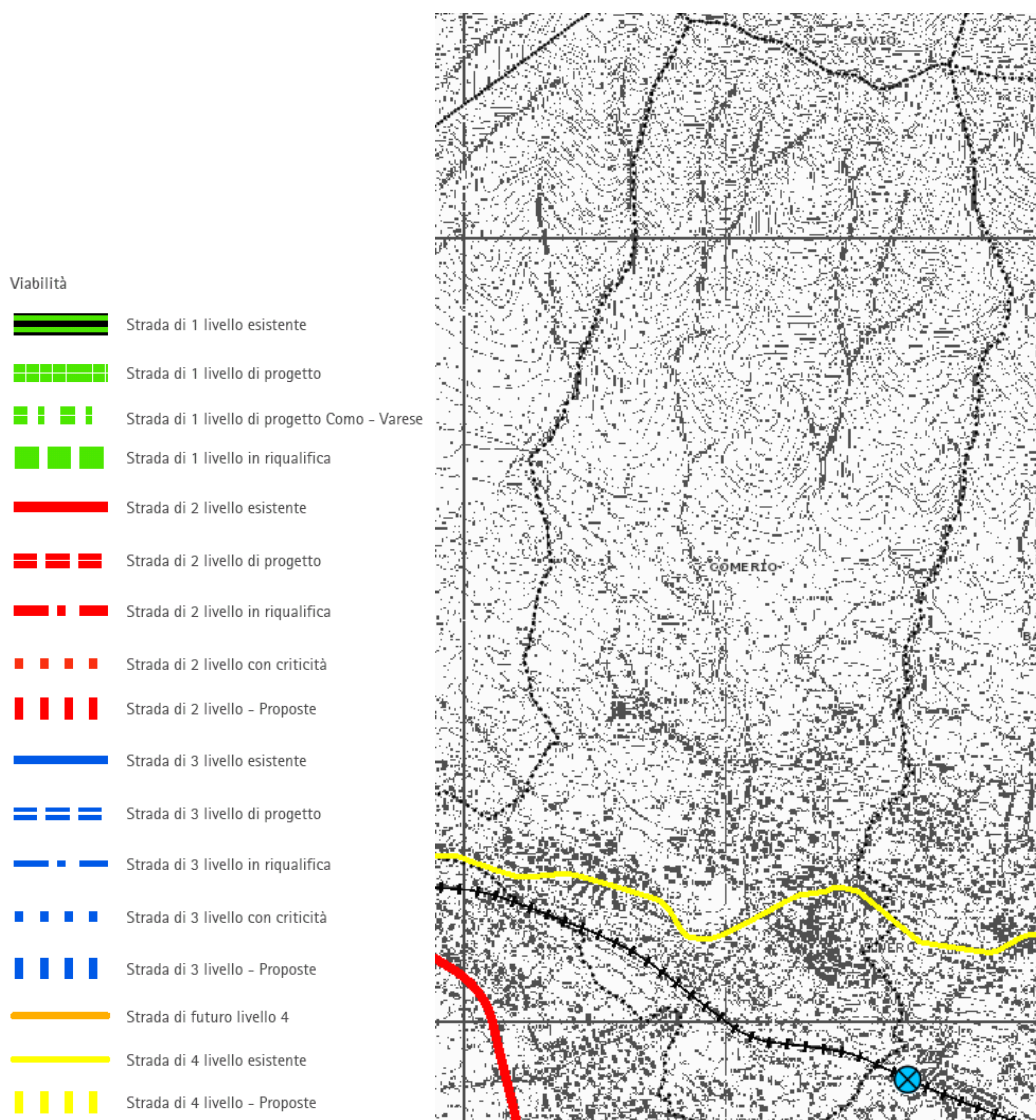 Viabilità
Strada di 1 livello esistente
Strada di 1 livello di progetto
Strada di 1 livello di progetto Como - Varese
Strada di 1 livello in riqualifica
Strada di 2 livello esistente
Strada di 2 livello di progetto
Strada di 2 livello in riqualifica
Strada di 2 livello con criticità
Strada di 2 livello - Proposte
Strada di 3 livello esistente
Strada di 3 livello di progetto
Strada di 3 livello in riqualifica
Strada di 3 livello con criticità
Strada di 3 livello - Proposte
Strada di futuro livello 4
Strada di 4 livello esistente
Strada di 4 livello - Proposte
CUVIO
COMERIO